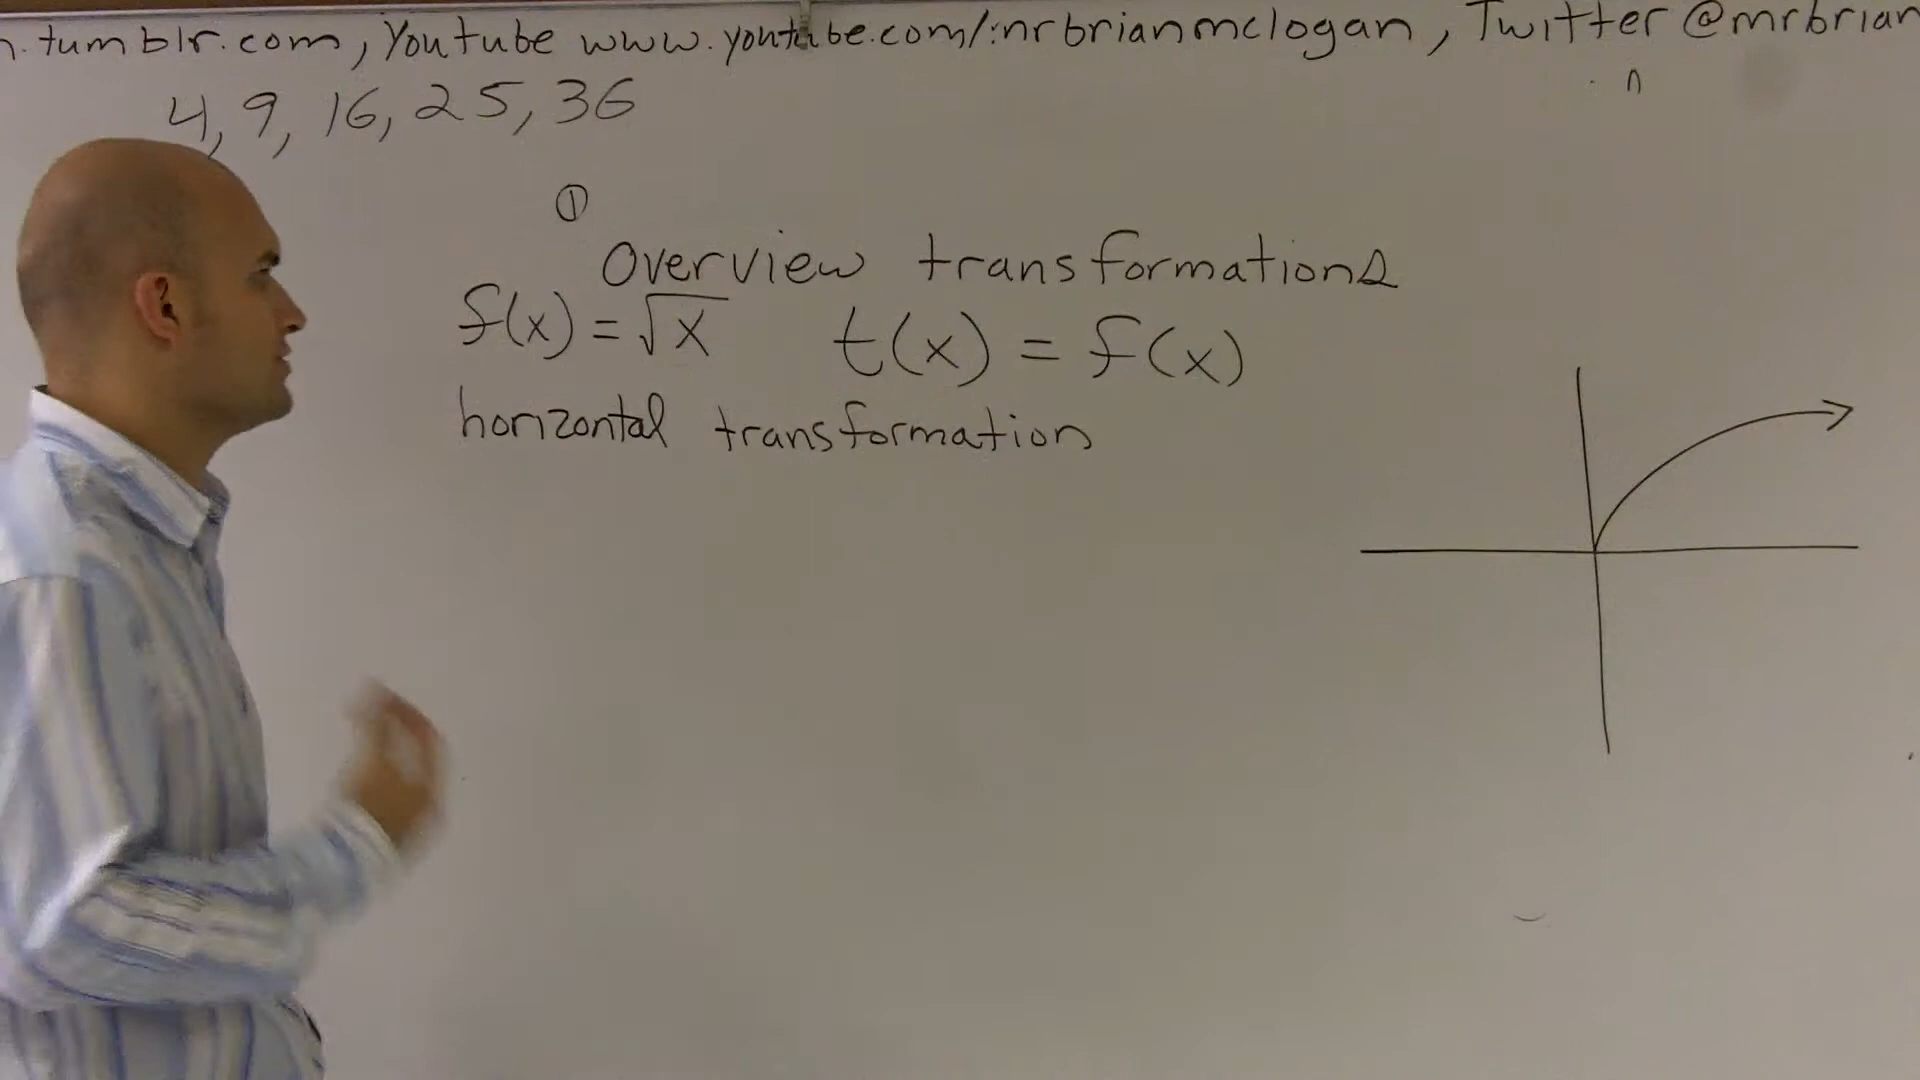 n.tumblr.com, Youtube www.youtube.com/mrbrianmclogan, Twitter @mrbrian
4, 9, 16, 25, 36
①
Overview transformations
f(x) = √x t(x) = f(x)
horizontal transformation